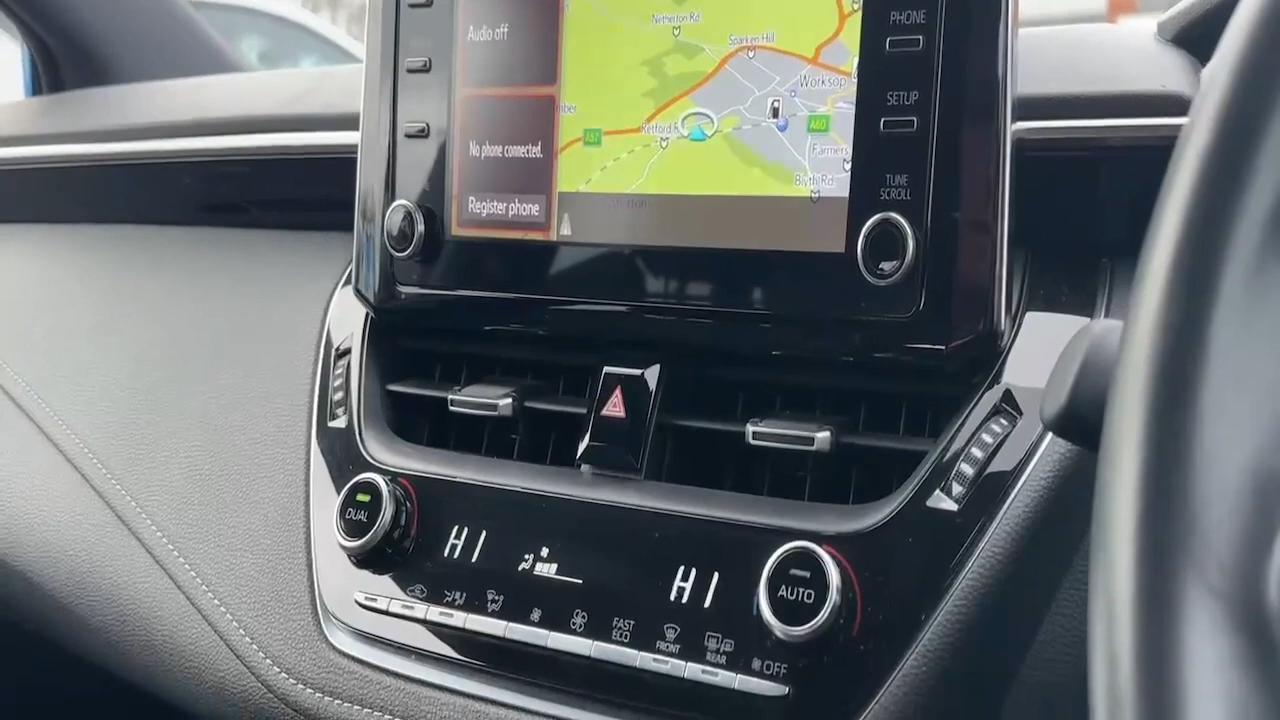 Audio off
No phone connected.
Register phone
Netherton Rd
Sparken Hill
Worksop
A57
Retford R
A60
Farmers
Blyth Rd
PHONE
SETUP
TUNE
SCROLL
DUAL
HI
HI
AUTO
FAST
ECO
FRONT
REAR
OFF